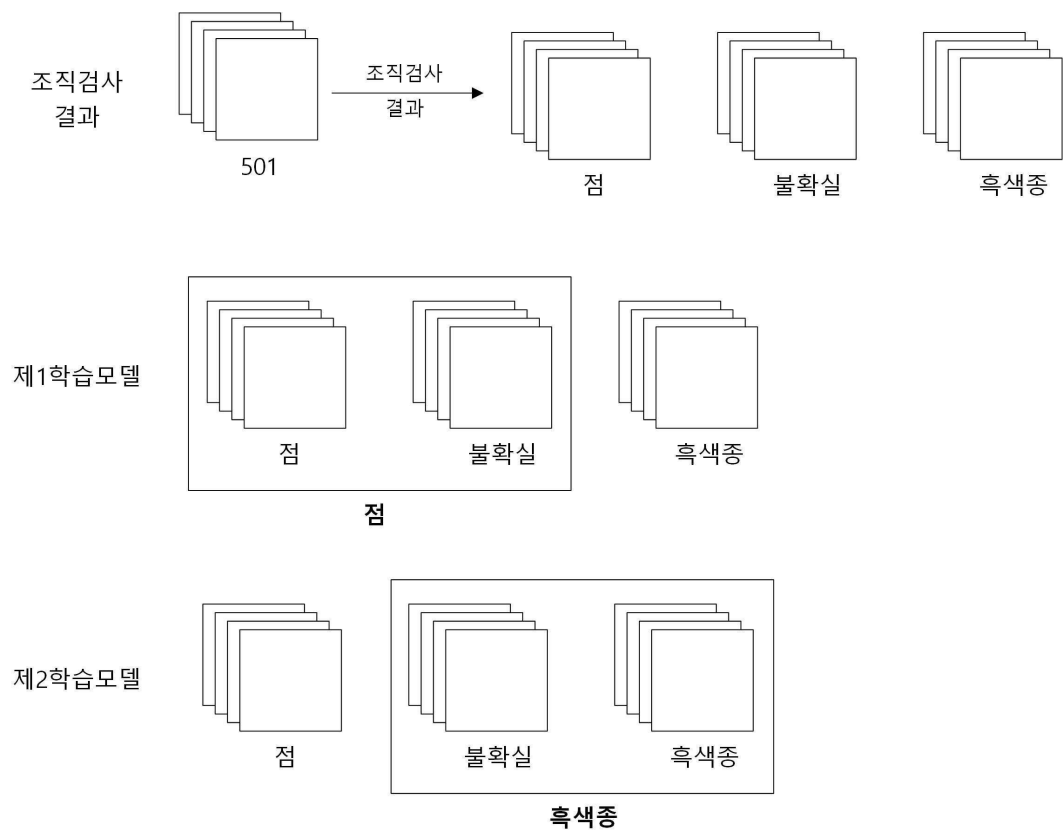 조직검사
결과
501
조직검사
결과
점
불확실
흑색종
제1학습모델
점
불확실
흑색종
점
제2학습모델
점
불확실
흑색종
흑색종